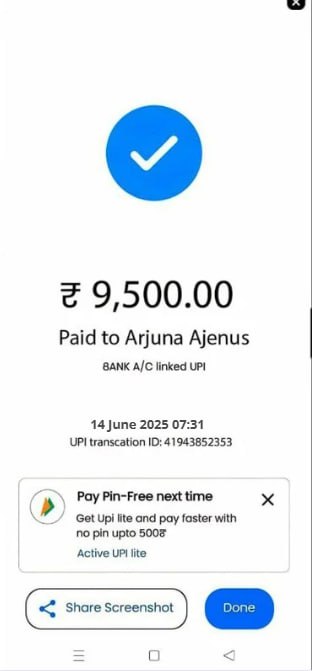 ₹ 9,500.00
Paid to Arjuna Ajenus
8ANK A/C linked UPI
14 June 2025 07:31
UPI transcation ID: 41943852353
Pay Pin-Free next time
Get Upi lite and pay faster with
no pin upto 500₹
Active UPI lite
Share Screenshot
Done